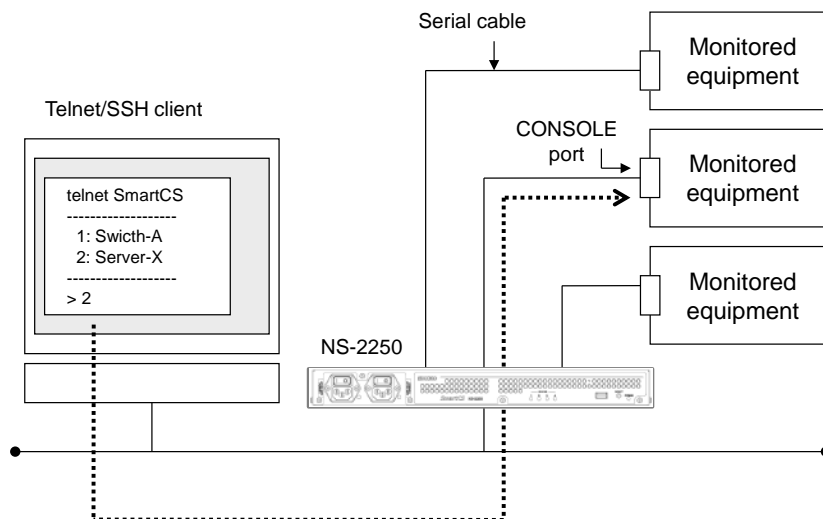 Serial cable
Monitored
equipment
Telnet/SSH client
CONSOLE
port
Monitored
equipment
telnet SmartCS
-------------------
1: Swicth-A
2: Server-X
-------------------
> 2
Monitored
equipment
NS-2250
SmartCS